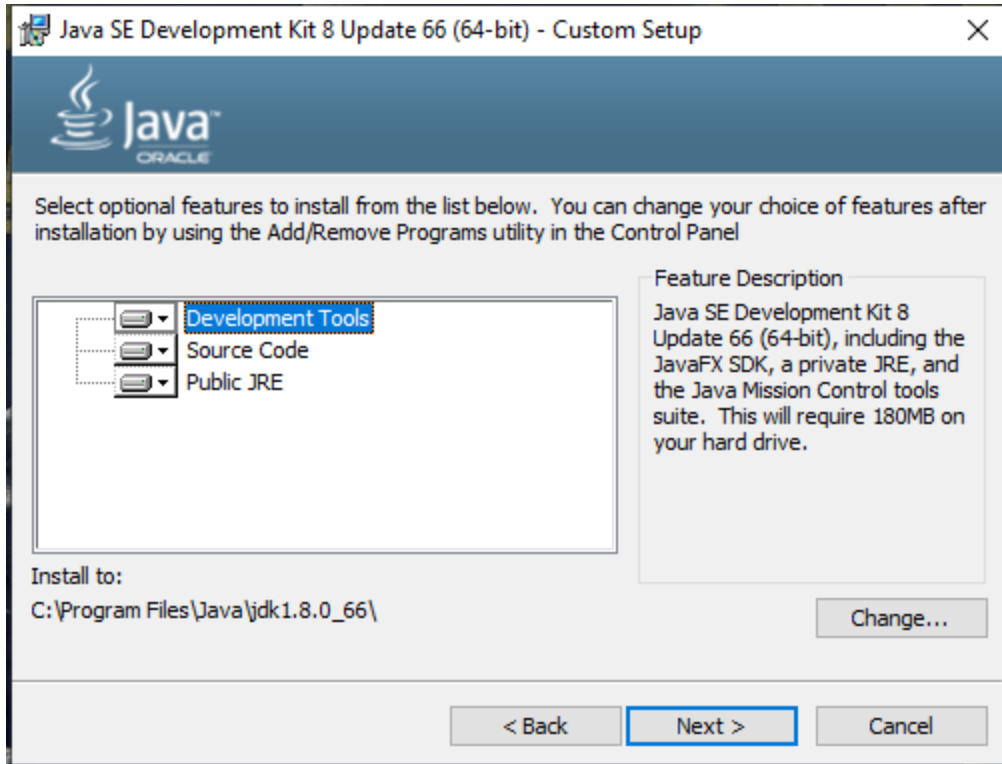 Java SE Development Kit 8 Update 66 (64-bit) - Custom Setup
Java™
ORACLE
Select optional features to install from the list below.  You can change your choice of features after
installation by using the Add/Remove Programs utility in the Control Panel
Development Tools
Source Code
Public JRE
Feature Description
Java SE Development Kit 8
Update 66 (64-bit), including the
JavaFX SDK, a private JRE, and
the Java Mission Control tools
suite.  This will require 180MB on
your hard drive.
Install to:
C:\Program Files\Java\jdk1.8.0_66\
Change...
< Back
Next >
Cancel